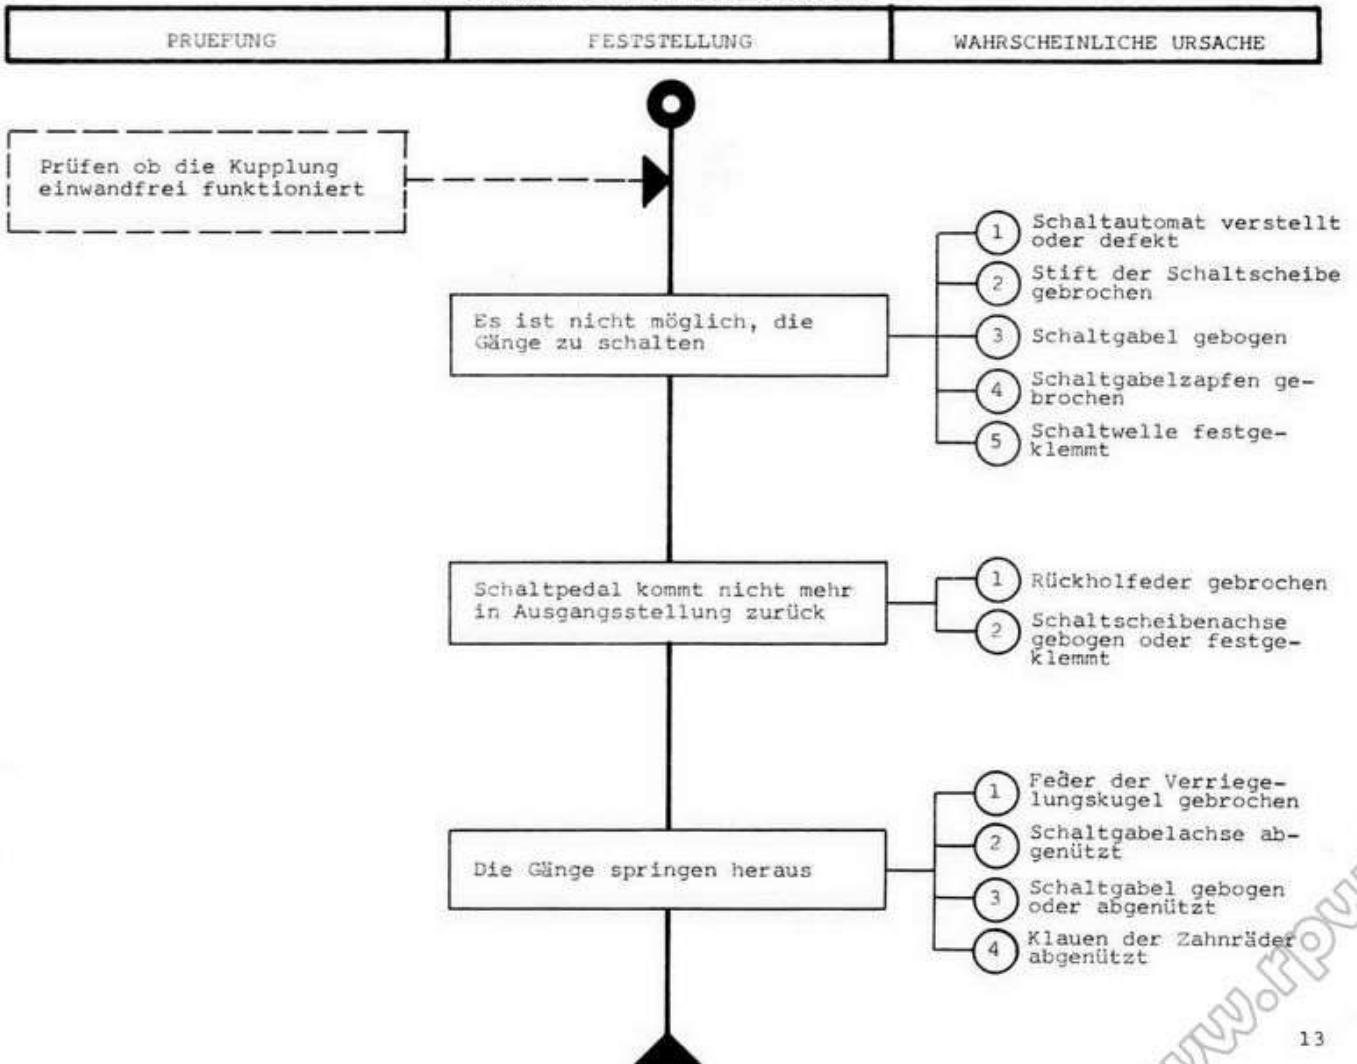 PRUEFUNG
FESTSTELLUNG
WAHRSCHEINLICHE URSACHE
Prüfen ob die Kupplung
einwandfrei funktioniert
Es ist nicht möglich, die
Gänge zu schalten
1 Schaltautomat verstellt
oder defekt
2 Stift der Schaltscheibe
gebrochen
3 Schaltgabel gebogen
4 Schaltgabelzapfen ge-
brochen
5 Schaltwelle festge-
klemmt
Schaltpedal kommt nicht mehr
in Ausgangsstellung zurück
1 Rückholfeder gebrochen
2 Schaltscheibenachse
gebogen oder festge-
klemmt
Die Gänge springen heraus
1 Feder der Verriege-
lungskugel gebrochen
2 Schaltgabelachse ab-
genützt
3 Schaltgabel gebogen
oder abgenützt
4 Klauen der Zahnräder
abgenützt
13